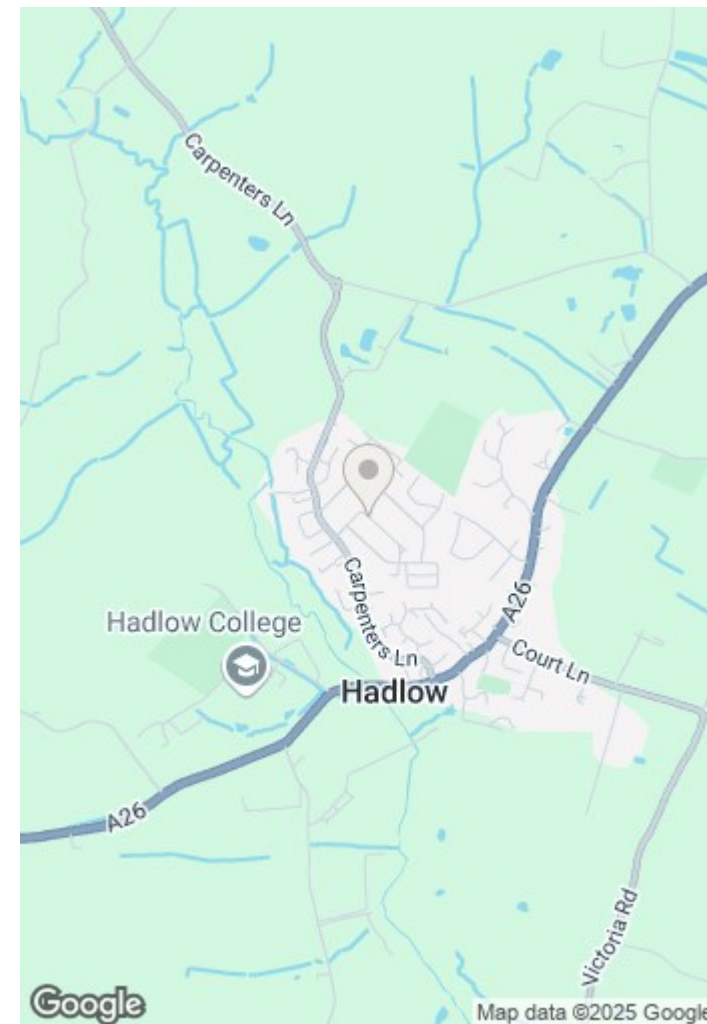 Carpenters Ln
Carpenters Ln
A26
Court Ln
Hadlow College
Hadlow
A26
Victoria Rd
Google
Map data ©2025 Google